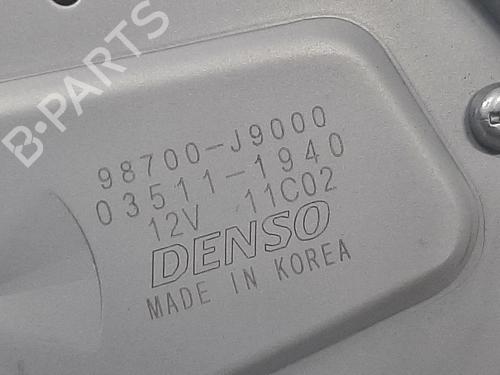 B-PARTS
98700-J9000
03511-1940
12V 11C02
DENSO
MADE IN KOREA